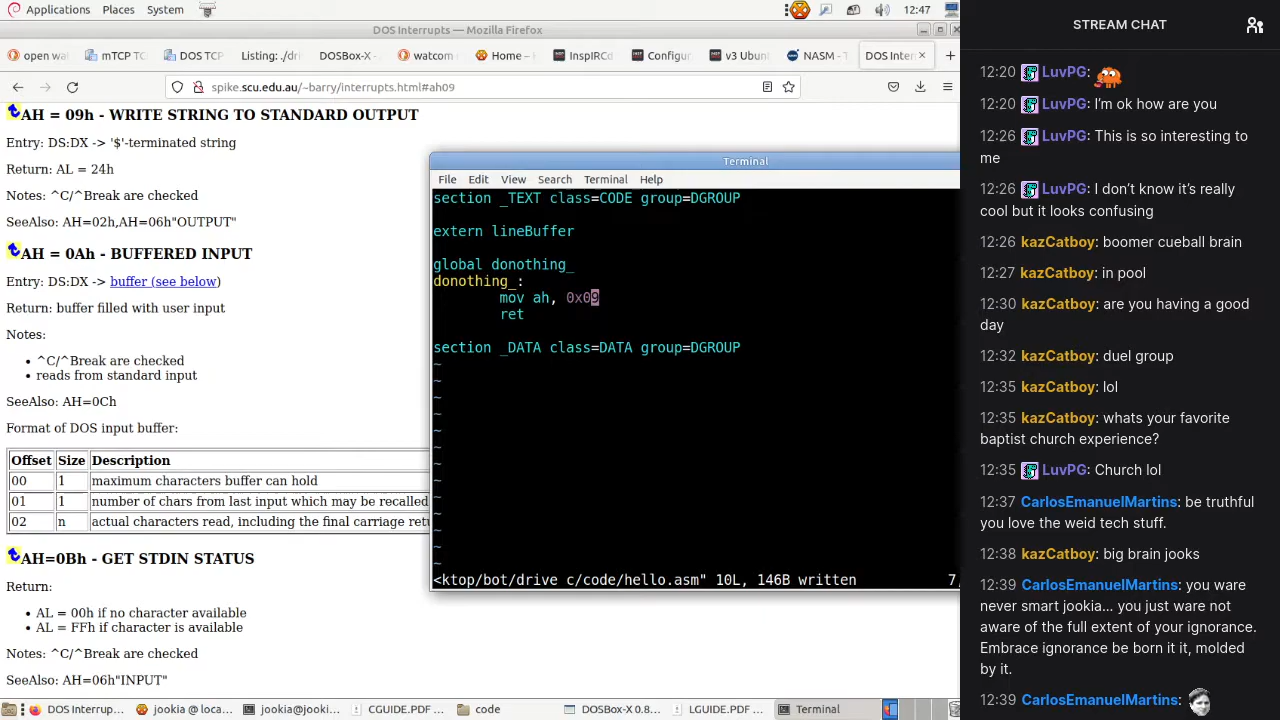 Applications Places System 12:47
DOS Interrupts — Mozilla Firefox
open wat mTCP TC DOS TCP Listing: ./dri DOSBox-X watcom Home – InspIRCd Configur v3 Ubunt NASM - T DOS Inter
spike.scu.edu.au/~barry/interrupts.html#ah09
AH = 09h - WRITE STRING TO STANDARD OUTPUT
Entry: DS:DX -> '$'-terminated string
Return: AL = 24h
Notes: ^C/^Break are checked
SeeAlso: AH=02h,AH=06h"OUTPUT"
AH = 0Ah - BUFFERED INPUT
Entry: DS:DX -> buffer (see below)
Return: buffer filled with user input
Notes:
• ^C/^Break are checked
• reads from standard input
SeeAlso: AH=0Ch
Format of DOS input buffer:
Offset Size Description
00 1 maximum characters buffer can hold
01 1 number of chars from last input which may be recalled
02 n actual characters read, including the final carriage retu
AH=0Bh - GET STDIN STATUS
Return:
• AL = 00h if no character available
• AL = FFh if character is available
Notes: ^C/^Break are checked
SeeAlso: AH=06h"INPUT"
Terminal
File Edit View Search Terminal Help
section _TEXT class=CODE group=DGROUP
extern lineBuffer
global donothing_
donothing_:
mov ah, 0x09
ret
section _DATA class=DATA group=DGROUP
~
~
~
~
~
~
~
~
~
~
~
~
~
<ktop/bot/drive c/code/hello.asm" 10L, 146B written 7,
DOS Interrup... jookia @ loca... jookia@jook... CGUIDE.PDF ... code DOSBox-X 0.8... LGUIDE.PDF ... Terminal
STREAM CHAT
12:20 LuvPG:
12:20 LuvPG: I'm ok how are you
12:26 LuvPG: This is so interesting to
me
12:26 LuvPG: I don't know it's really
cool but it looks confusing
12:26 kazCatboy: boomer cueball brain
12:27 kazCatboy: in pool
12:30 kazCatboy: are you having a good
day
12:32 kazCatboy: duel group
12:35 kazCatboy: lol
12:35 kazCatboy: whats your favorite
baptist church experience?
12:35 LuvPG: Church lol
12:37 CarlosEmanuelMartins: be truthful
you love the weid tech stuff.
12:38 kazCatboy: big brain jooks
12:39 CarlosEmanuelMartins: you ware
never smart jookia... you just ware not
aware of the full extent of your ignorance.
Embrace ignorance be born it it, molded
by it.
12:39 CarlosEmanuelMartins: